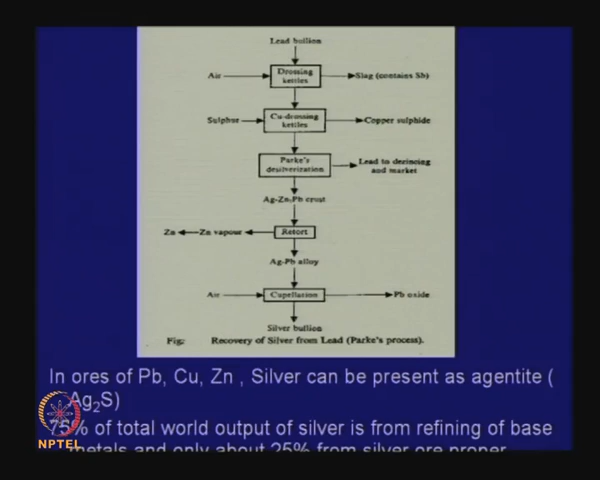 Lead bullion
Air
Drossing kettles
Slag (contains Sb)
Sulphur
Cu-drossing kettles
Copper sulphide
Parke's desilverization
Lead to dezincing and market
Ag-Zn-Pb crust
Zn
Zn vapour
Retort
Ag-Pb alloy
Air
Cupellation
Pb oxide
Silver bullion
Fig: Recovery of Silver from Lead (Parke's process).
In ores of Pb, Cu, Zn , Silver can be present as agentite (
Ag2S)
75% of total world output of silver is from refining of base
metals and only about 25% from silver ore proper
NPTEL